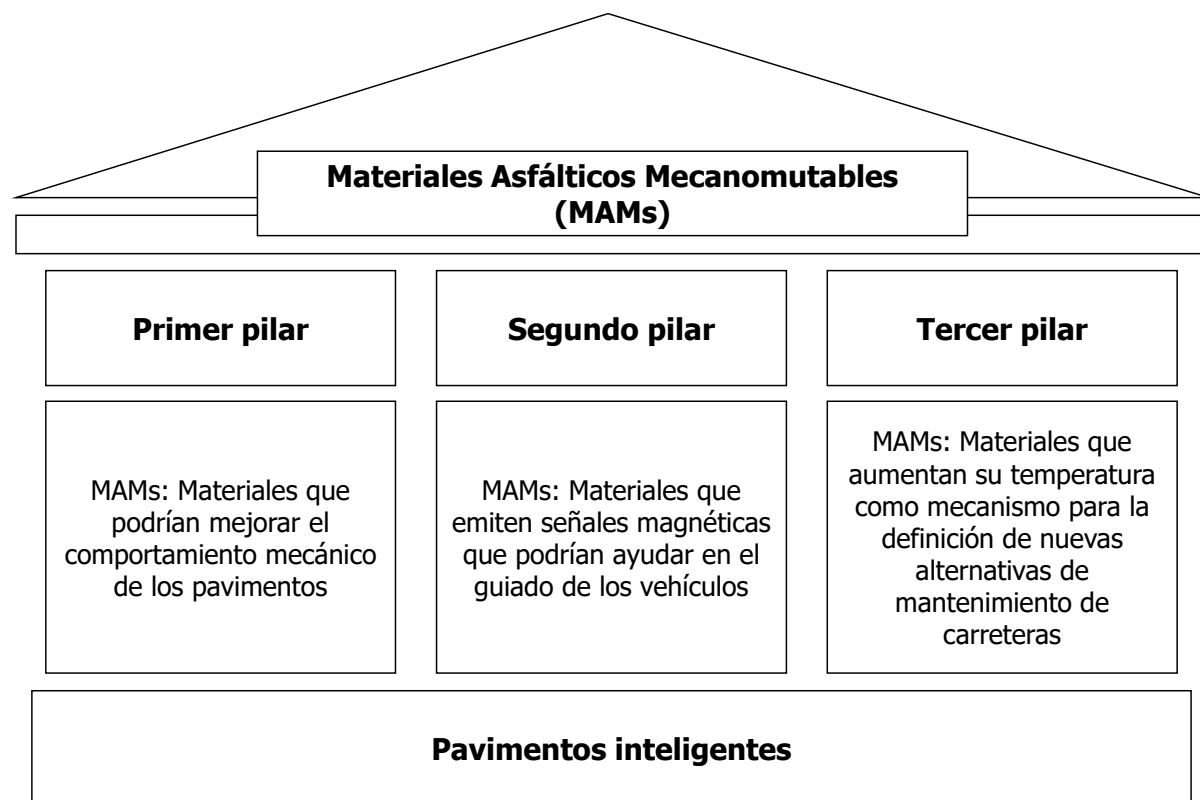 Materiales Asfálticos Mecanomutables
(MAMs)
Primer pilar
Segundo pilar
Tercer pilar
MAMs: Materiales que
podrían mejorar el
comportamiento mecánico
de los pavimentos
MAMs: Materiales que
emiten señales magnéticas
que podrían ayudar en el
guiado de los vehículos
MAMs: Materiales que
aumentan su temperatura
como mecanismo para la
definición de nuevas
alternativas de
mantenimiento de
carreteras
Pavimentos inteligentes